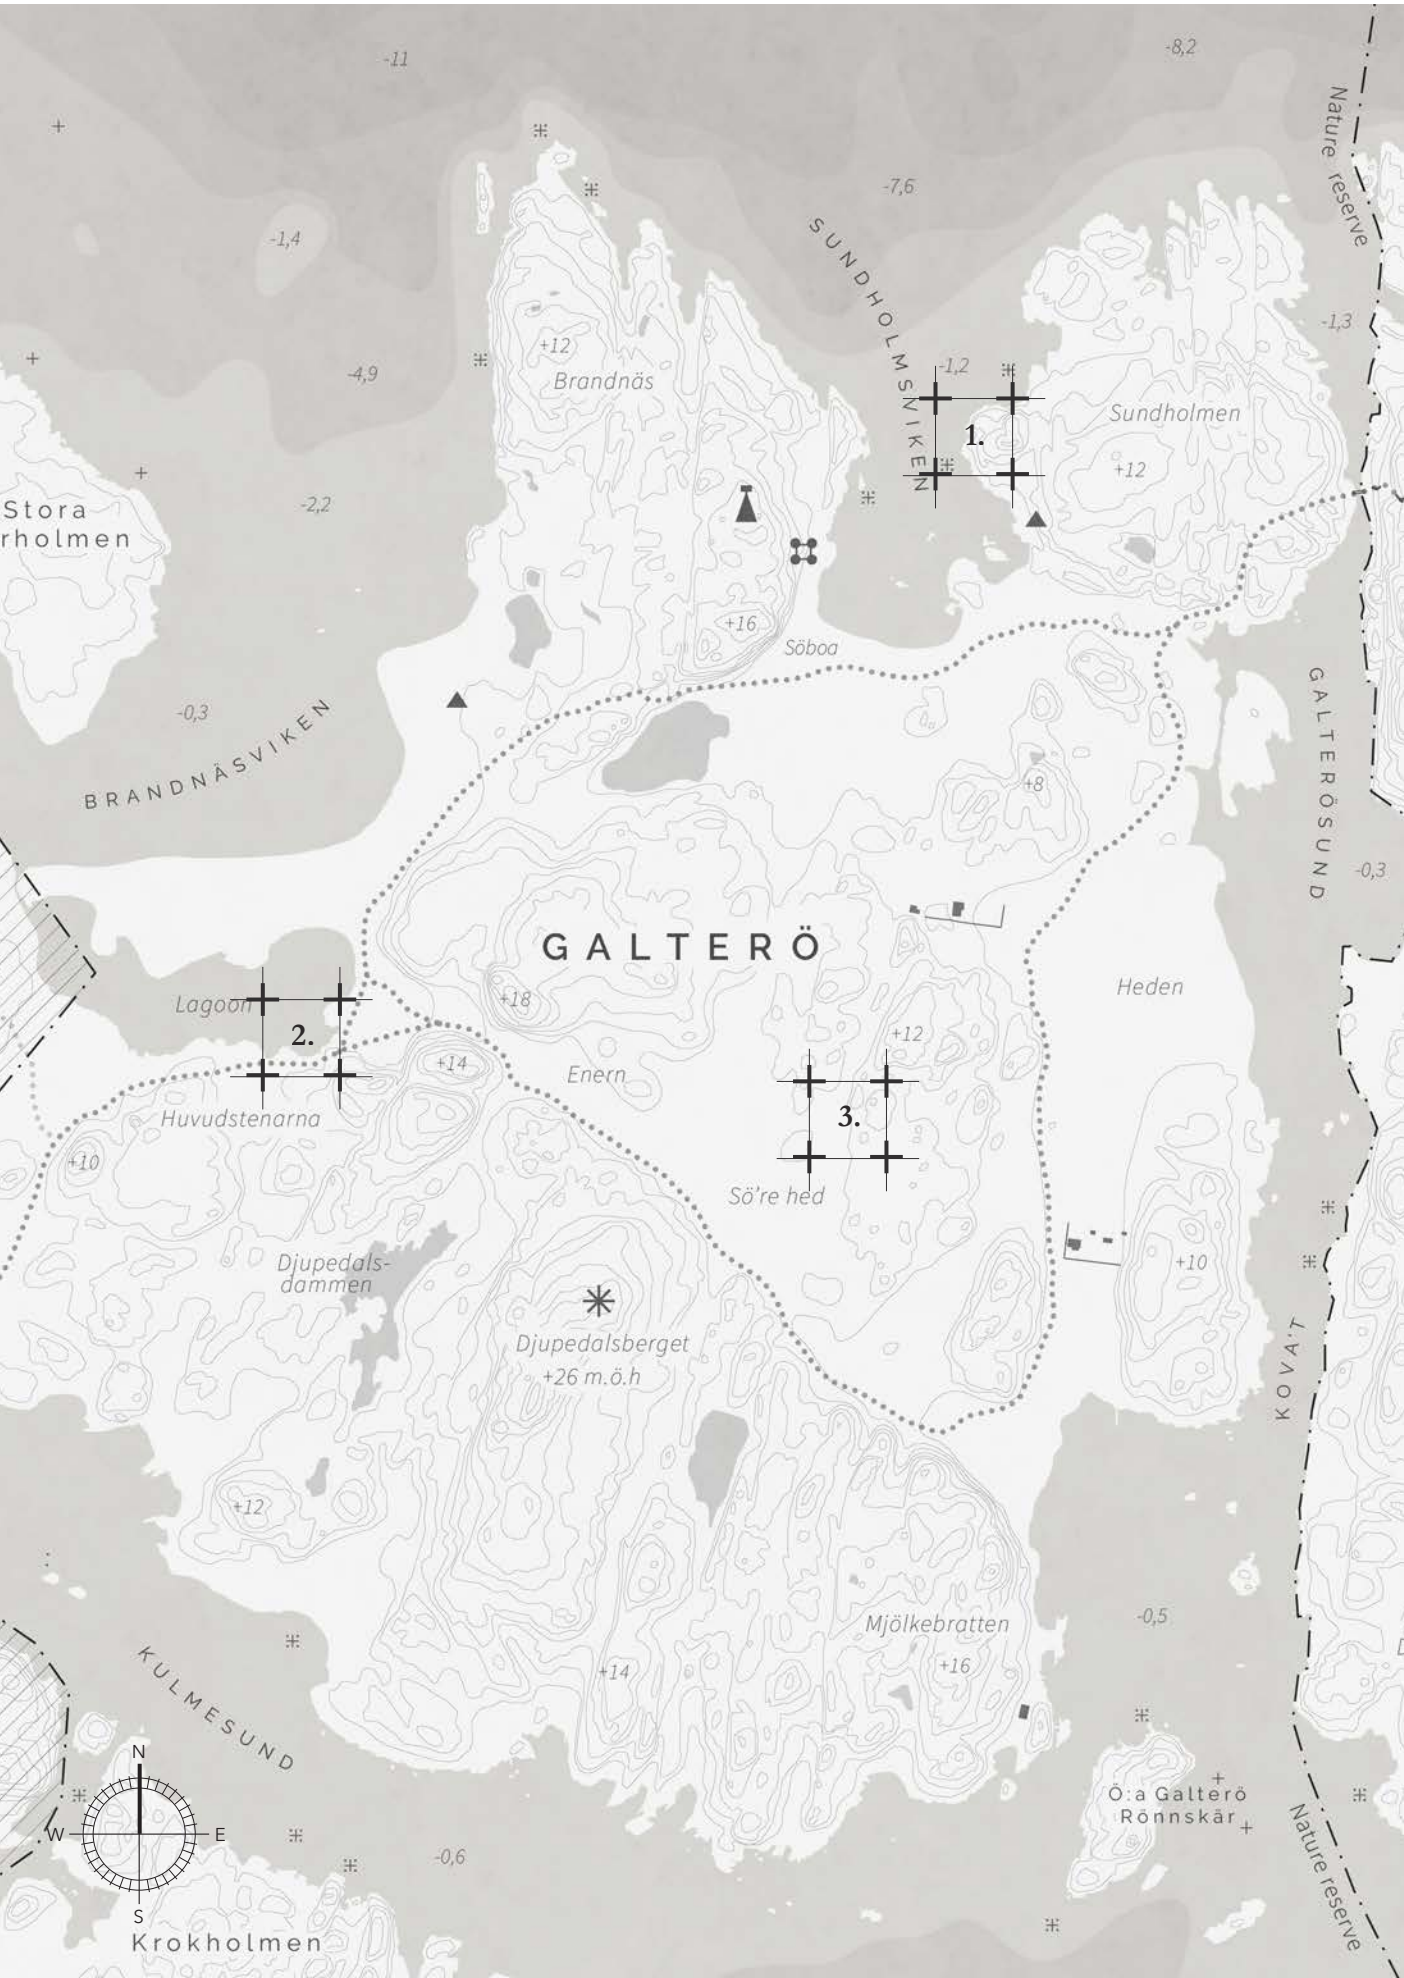 -11
-8,2
Nature reserve
-7,6
-1,4
SUNDHOLMSVIKEN
-1,3
+12
-4,9
-1,2
Brandnäs
Sundholmen
1.
+12
-2,2
Stora
rholmen
+16
Söboa
-0,3
BRANDNÄSVIKEN
GALTERÖSUND
+8
-0,3
GALTERÖ
Heden
+18
Lagoon
2.
+12
+14
Enern
3.
Huvudstenarna
+10
Sö're hed
Djupedals-
dammen
+10
Djupedalsberget
+26 m.ö.h
KOVA'T
+12
-0,5
Mjölkebratten
+16
+14
KULMESUND
N
W
E
S
Ö:a Galterö
Rönnskär
Nature reserve
-0,6
Krokholmen